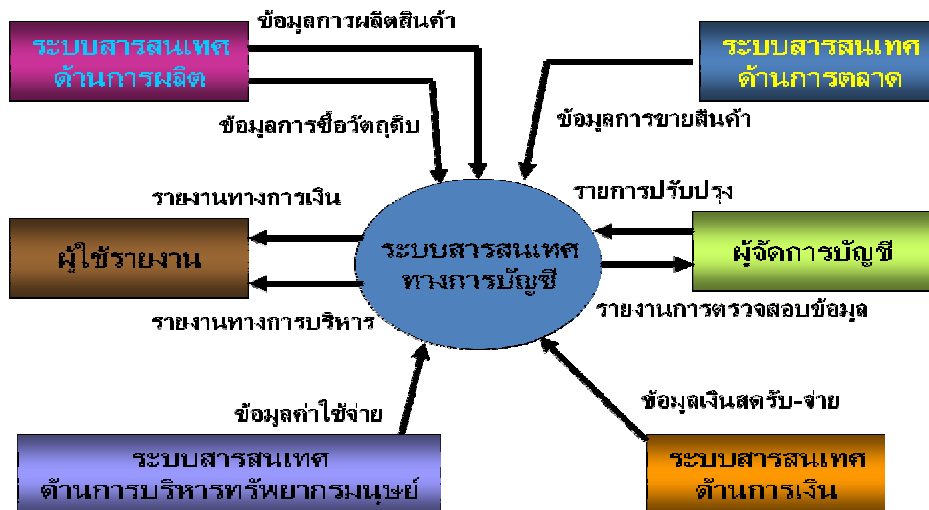 ข้อมูลการผลิตสินค้า
ระบบสารสนเทศ
ด้านการผลิต
ระบบสารสนเทศ
ด้านการตลาด
ข้อมูลการซื้อวัตถุดิบ
ข้อมูลการขายสินค้า
รายงานทางการเงิน
รายการปรับปรุง
ผู้ใช้รายงาน
ระบบสารสนเทศ
ทางการบัญชี
ผู้จัดการบัญชี
รายงานทางการบริหาร
รายงานการตรวจสอบข้อมูล
ข้อมูลค่าใช้จ่าย
ข้อมูลเงินสดรับ-จ่าย
ระบบสารสนเทศ
ด้านการบริหารทรัพยากรมนุษย์
ระบบสารสนเทศ
ด้านการเงิน